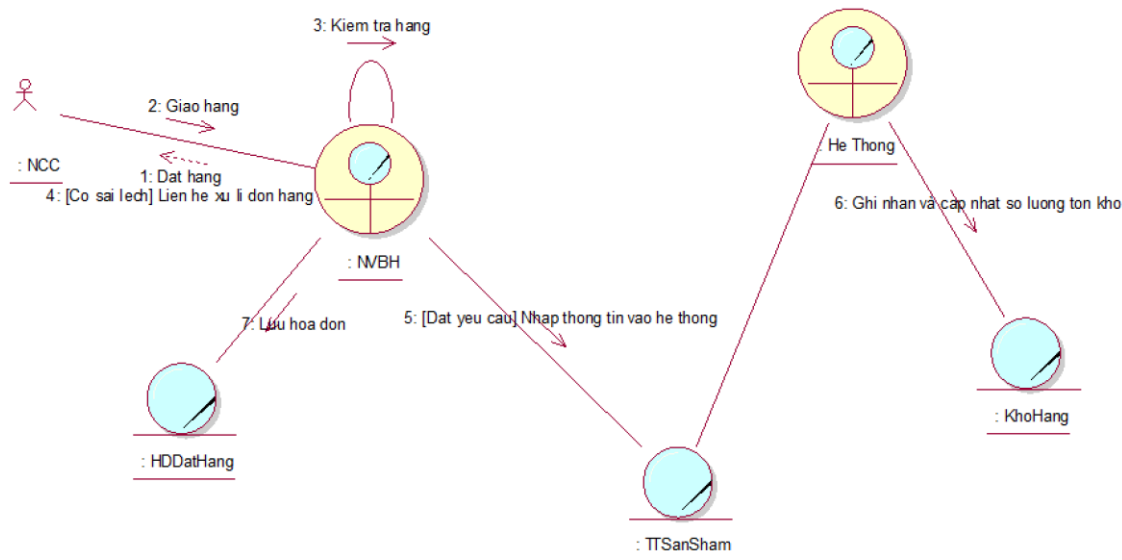 3: Kiem tra hang
2: Giao hang
: NCC
1: Dat hang
4: [Co sai lech] Lien he xu li don hang
: He Thong
6: Ghi nhan và cap nhat so luong ton kho
: NVBH
7: Luu hoa don
5: [Dat yeu cau] Nhap thong tin vao he thong
: KhoHang
: HDDatHang
: TTSanSham